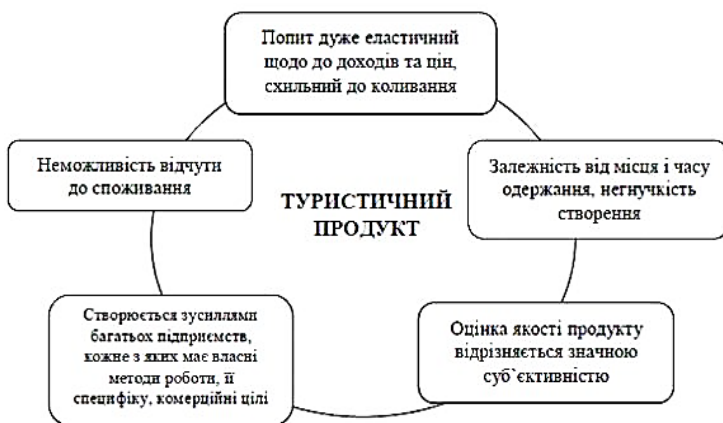 Попит дуже еластичний
щодо до доходів та цін,
схильний до коливання
Неможливість відчути
до споживання
Залежність від місця і часу
одержання, негнучкість
створення
ТУРИСТИЧНИЙ
ПРОДУКТ
Створюється зусиллями
багатьох підприємств,
кожне з яких має власні
методи роботи, її
специфіку, комерційні цілі
Оцінка якості продукту
відрізняється значною
суб`єктивністю